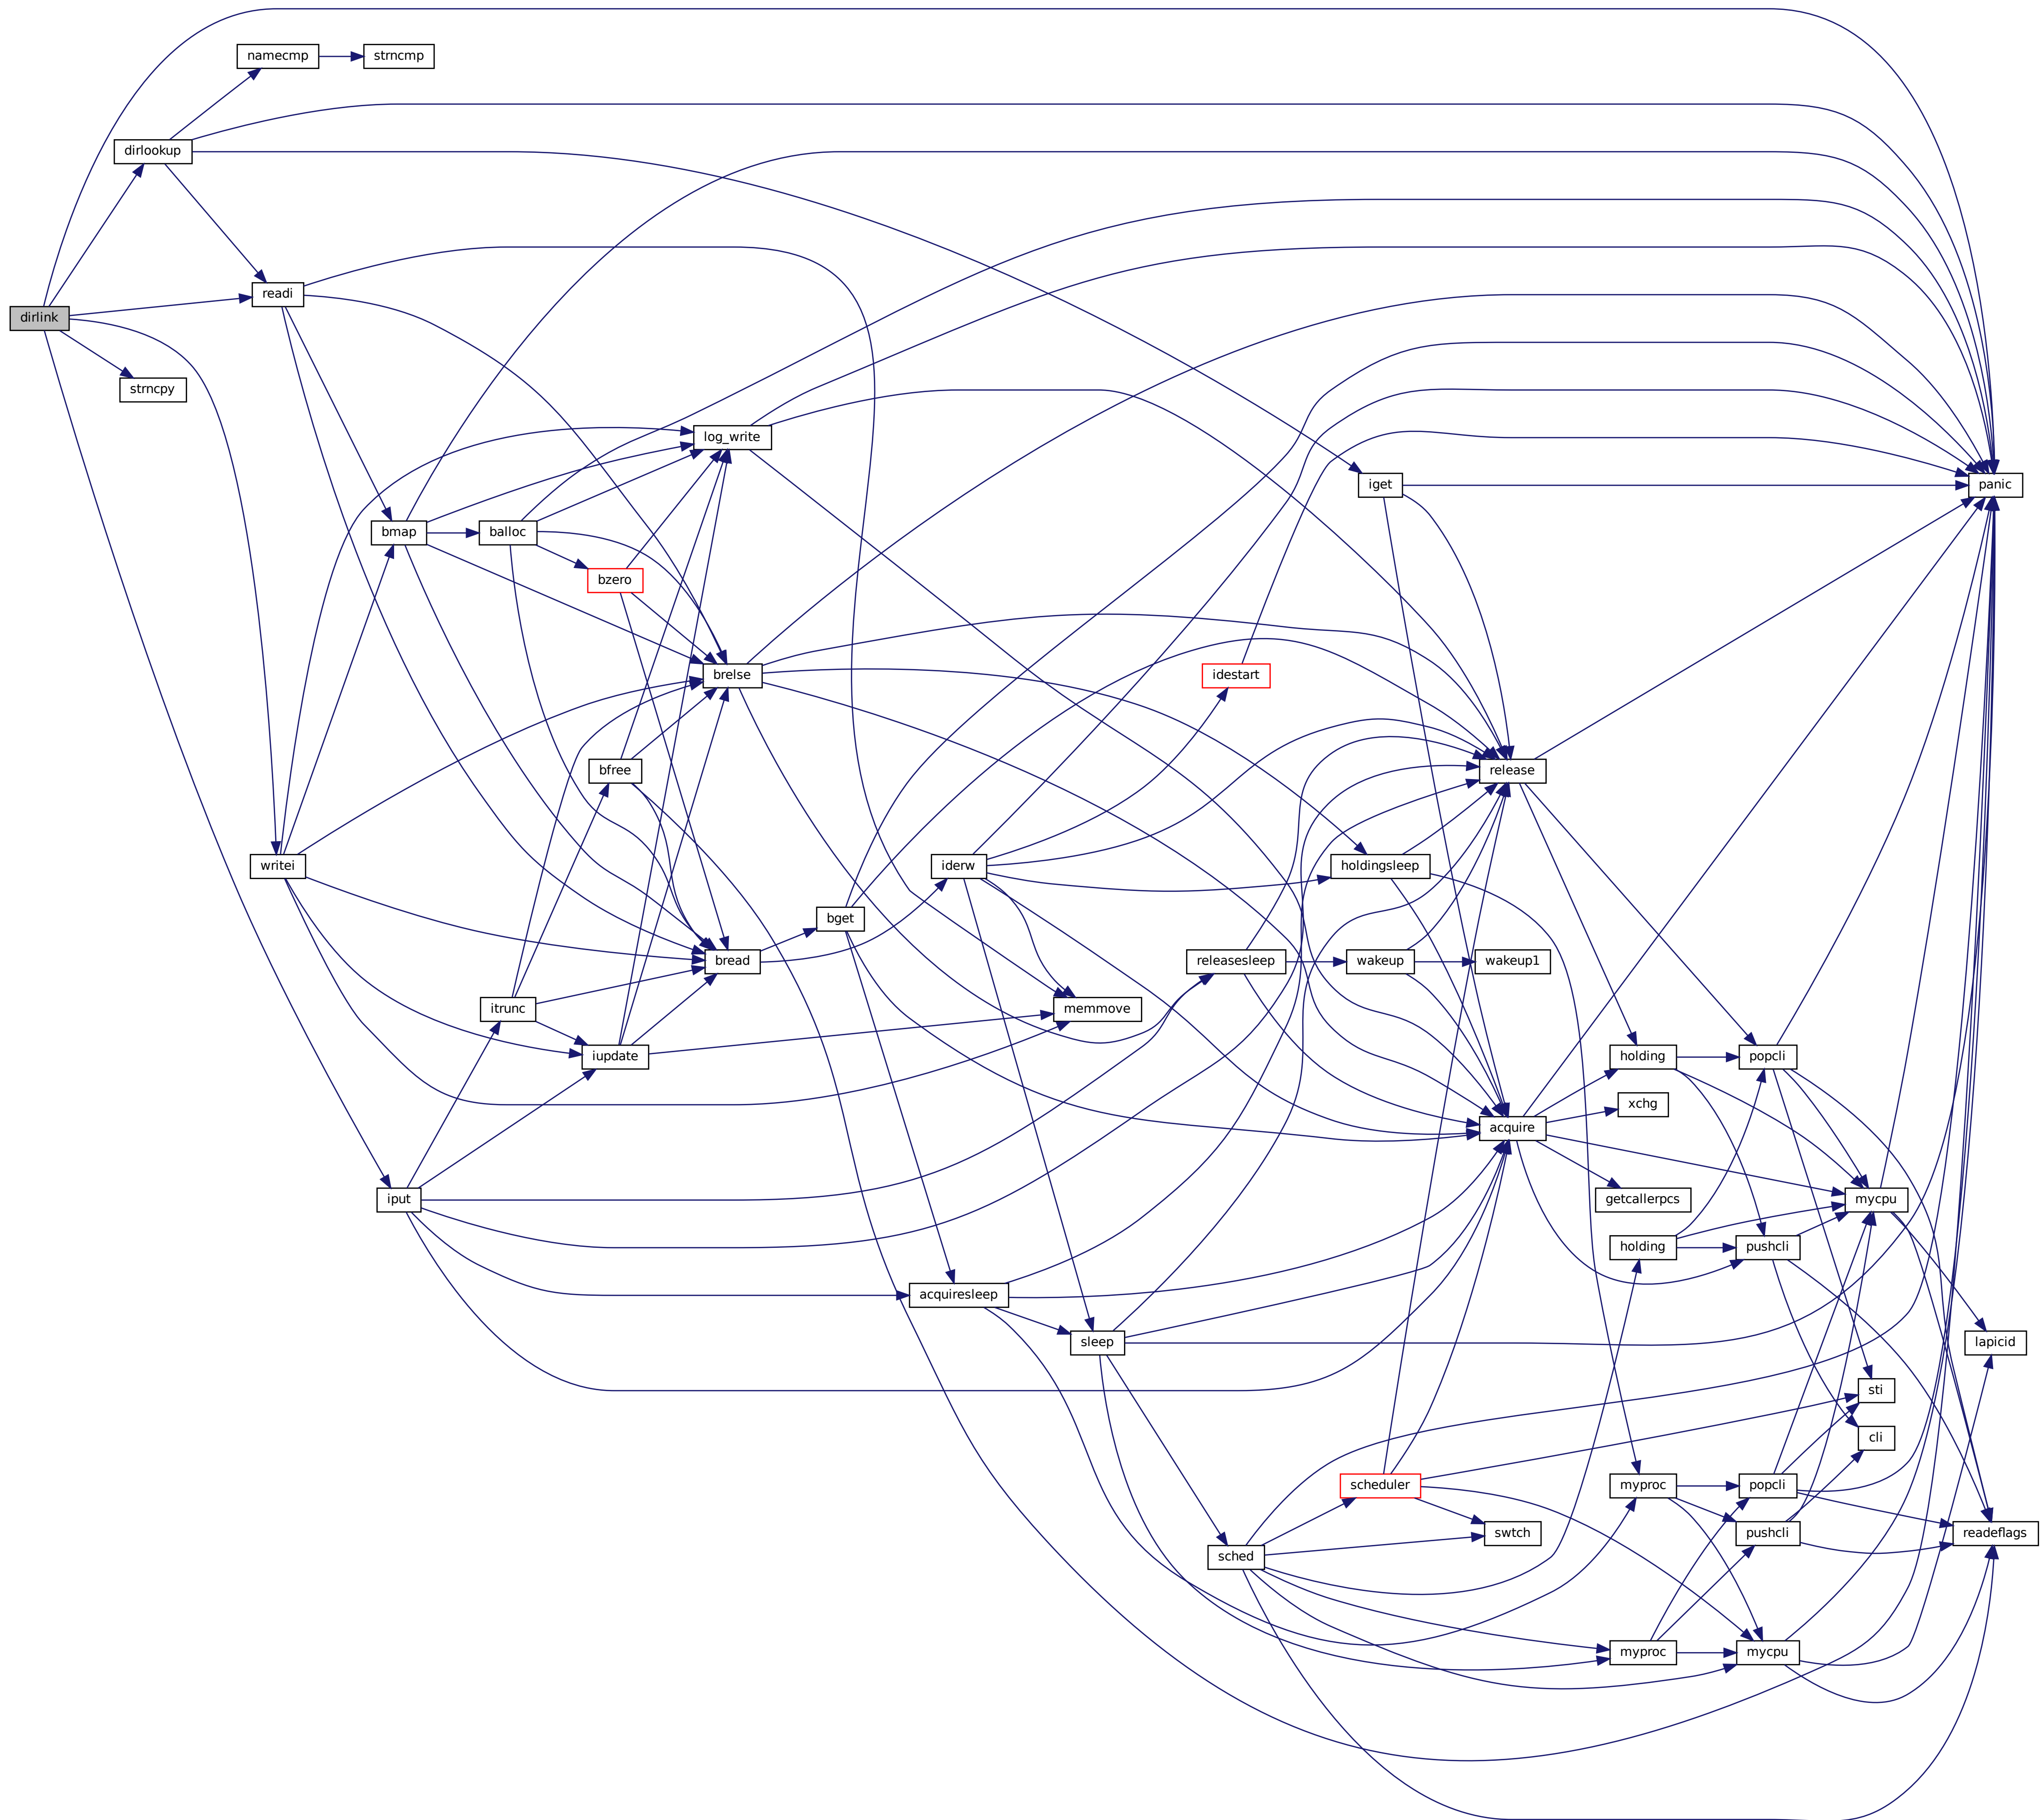 namecmp
strncmp
dirlookup
readi
dirlink
strncpy
log_write
iget
panic
bmap
balloc
bzero
brelse
idestart
bfree
release
writei
iderw
holdingsleep
bget
bread
releasesleep
wakeup
wakeup1
itrunc
memmove
iupdate
holding
popcli
xchg
acquire
iput
getcallerpcs
mycpu
holding
pushcli
acquiresleep
sleep
lapicid
sti
cli
scheduler
myproc
popcli
swtch
pushcli
readeflags
sched
myproc
mycpu